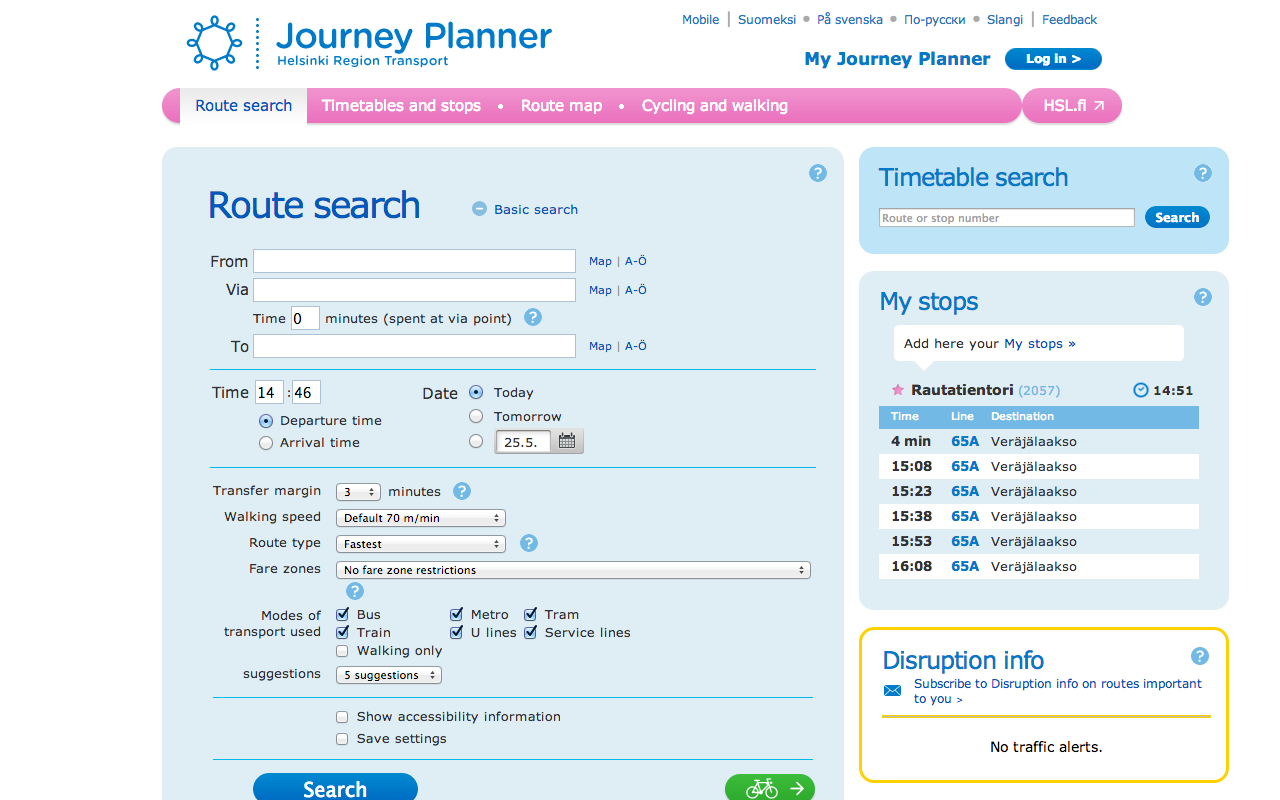 Mobile | Suomeksi • På svenska • По-русски • Slangi | Feedback
Journey Planner
Helsinki Region Transport
My Journey Planner Log in >
Route search Timetables and stops • Route map • Cycling and walking HSL.fi
Route search
− Basic search
?
From Map | A-Ö
Via Map | A-Ö
Time 0 minutes (spent at via point) ?
To Map | A-Ö
Time 14 : 46
Departure time
Arrival time
Date Today
Tomorrow
25.5.
Transfer margin 3 minutes ?
Walking speed Default 70 m/min
Route type Fastest ?
Fare zones No fare zone restrictions
?
Modes of transport used
Bus Metro Tram
Train U lines Service lines
Walking only
suggestions 5 suggestions
Show accessibility information
Save settings
Search
Timetable search ?
Route or stop number Search
My stops ?
Add here your My stops »
Rautatientori (2057) 14:51
Time Line Destination
4 min 65A Veräjälaakso
15:08 65A Veräjälaakso
15:23 65A Veräjälaakso
15:38 65A Veräjälaakso
15:53 65A Veräjälaakso
16:08 65A Veräjälaakso
Disruption info ?
Subscribe to Disruption info on routes important
to you >
No traffic alerts.